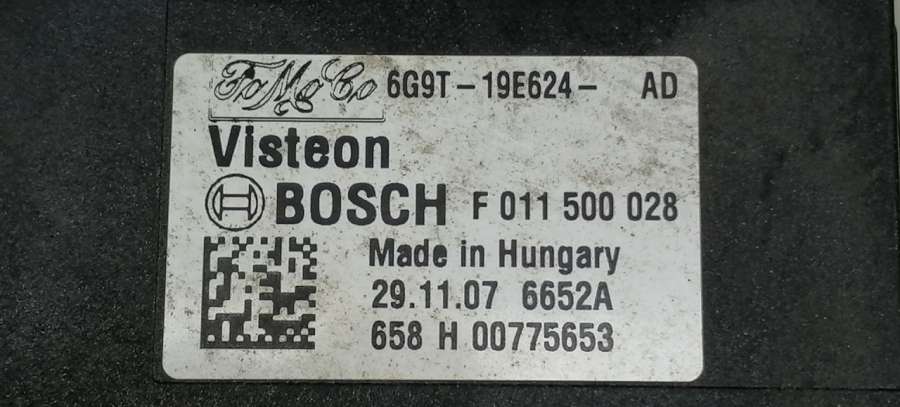 FoMoCo 6G9T - 19E624 - AD
Visteon
BOSCH F 011 500 028
Made in Hungary
29.11.07 6652A
658 H 00775653